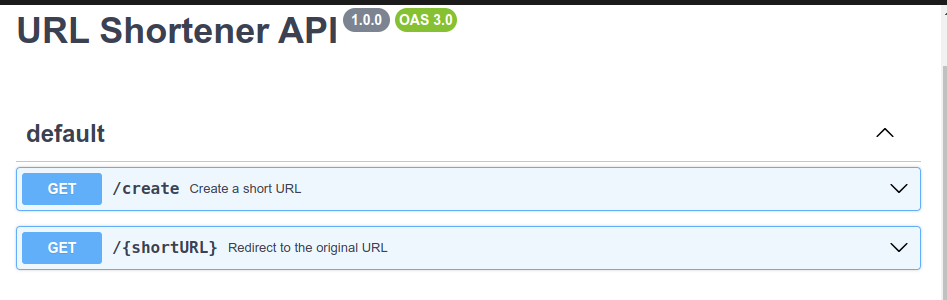 URL Shortener API 1.0.0 OAS 3.0
default
GET /create Create a short URL
GET /{shortURL} Redirect to the original URL